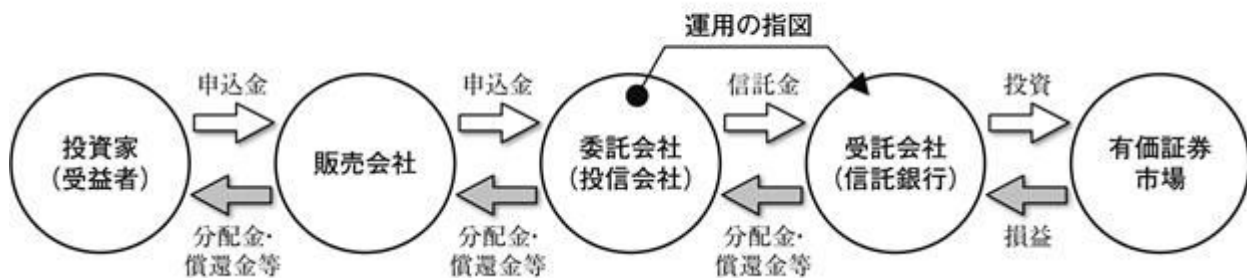 運用の指図
申込金
申込金
信託金
投資
投資家
（受益者）
販売会社
委託会社
（投信会社）
受託会社
（信託銀行）
有価証券
市場
分配金・
償還金等
分配金・
償還金等
分配金・
償還金等
損益